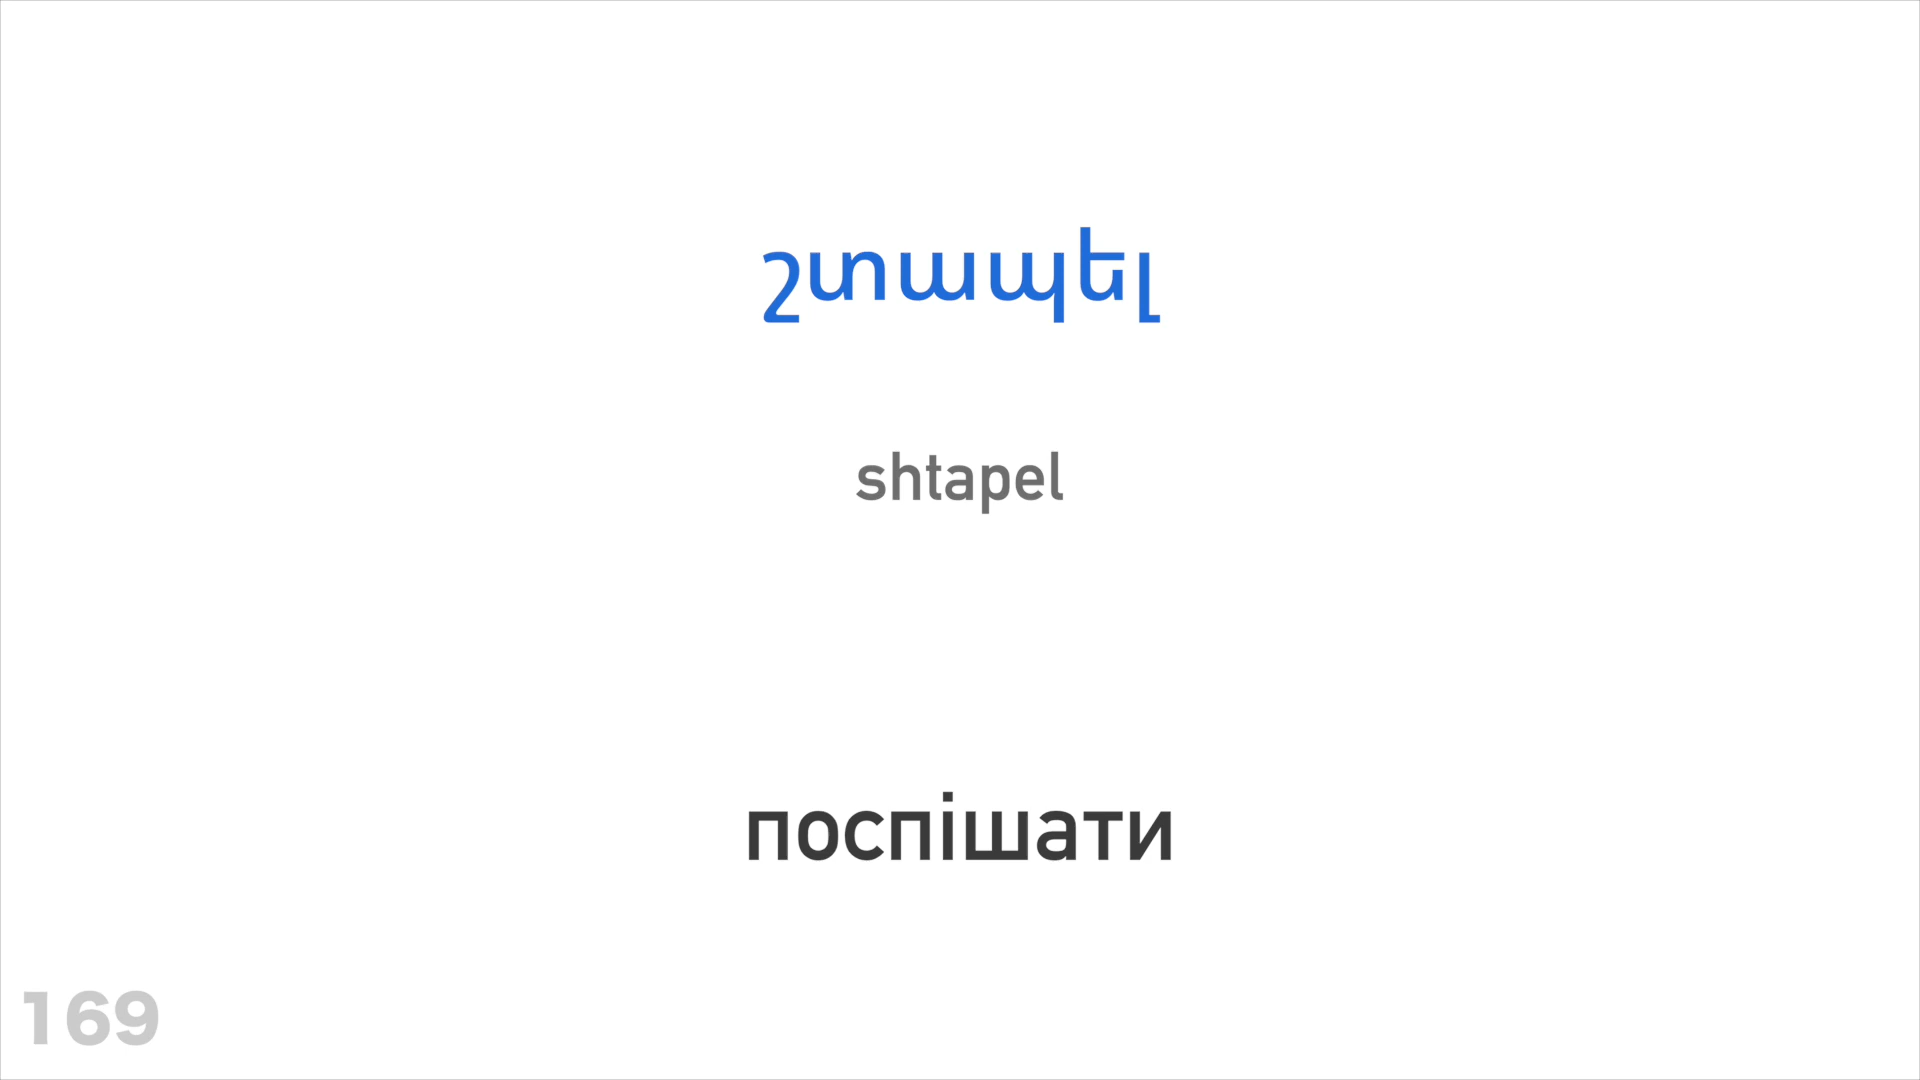 շտապել
shtapel
поспішати
169